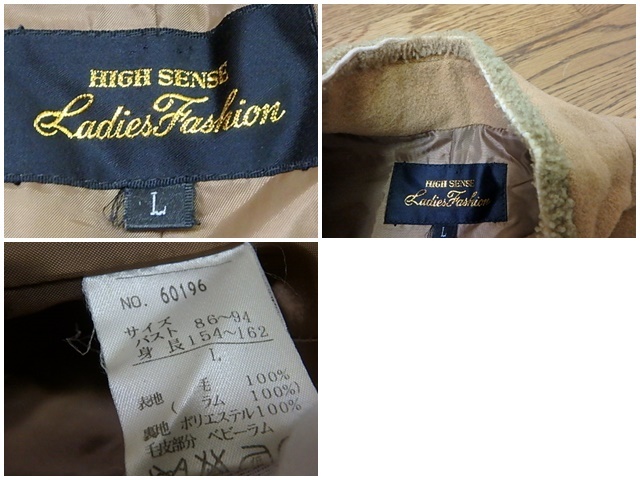 HIGH SENSE
Ladies Fashion
L
HIGH SENSE
Ladies Fashion
L
NO. 60196
サイズ
バスト 86〜94
身長 154〜162
L
毛 100%
表地 ( ラム 100%)
裏地 ポリエステル100%
毛皮部分 ベビーラム